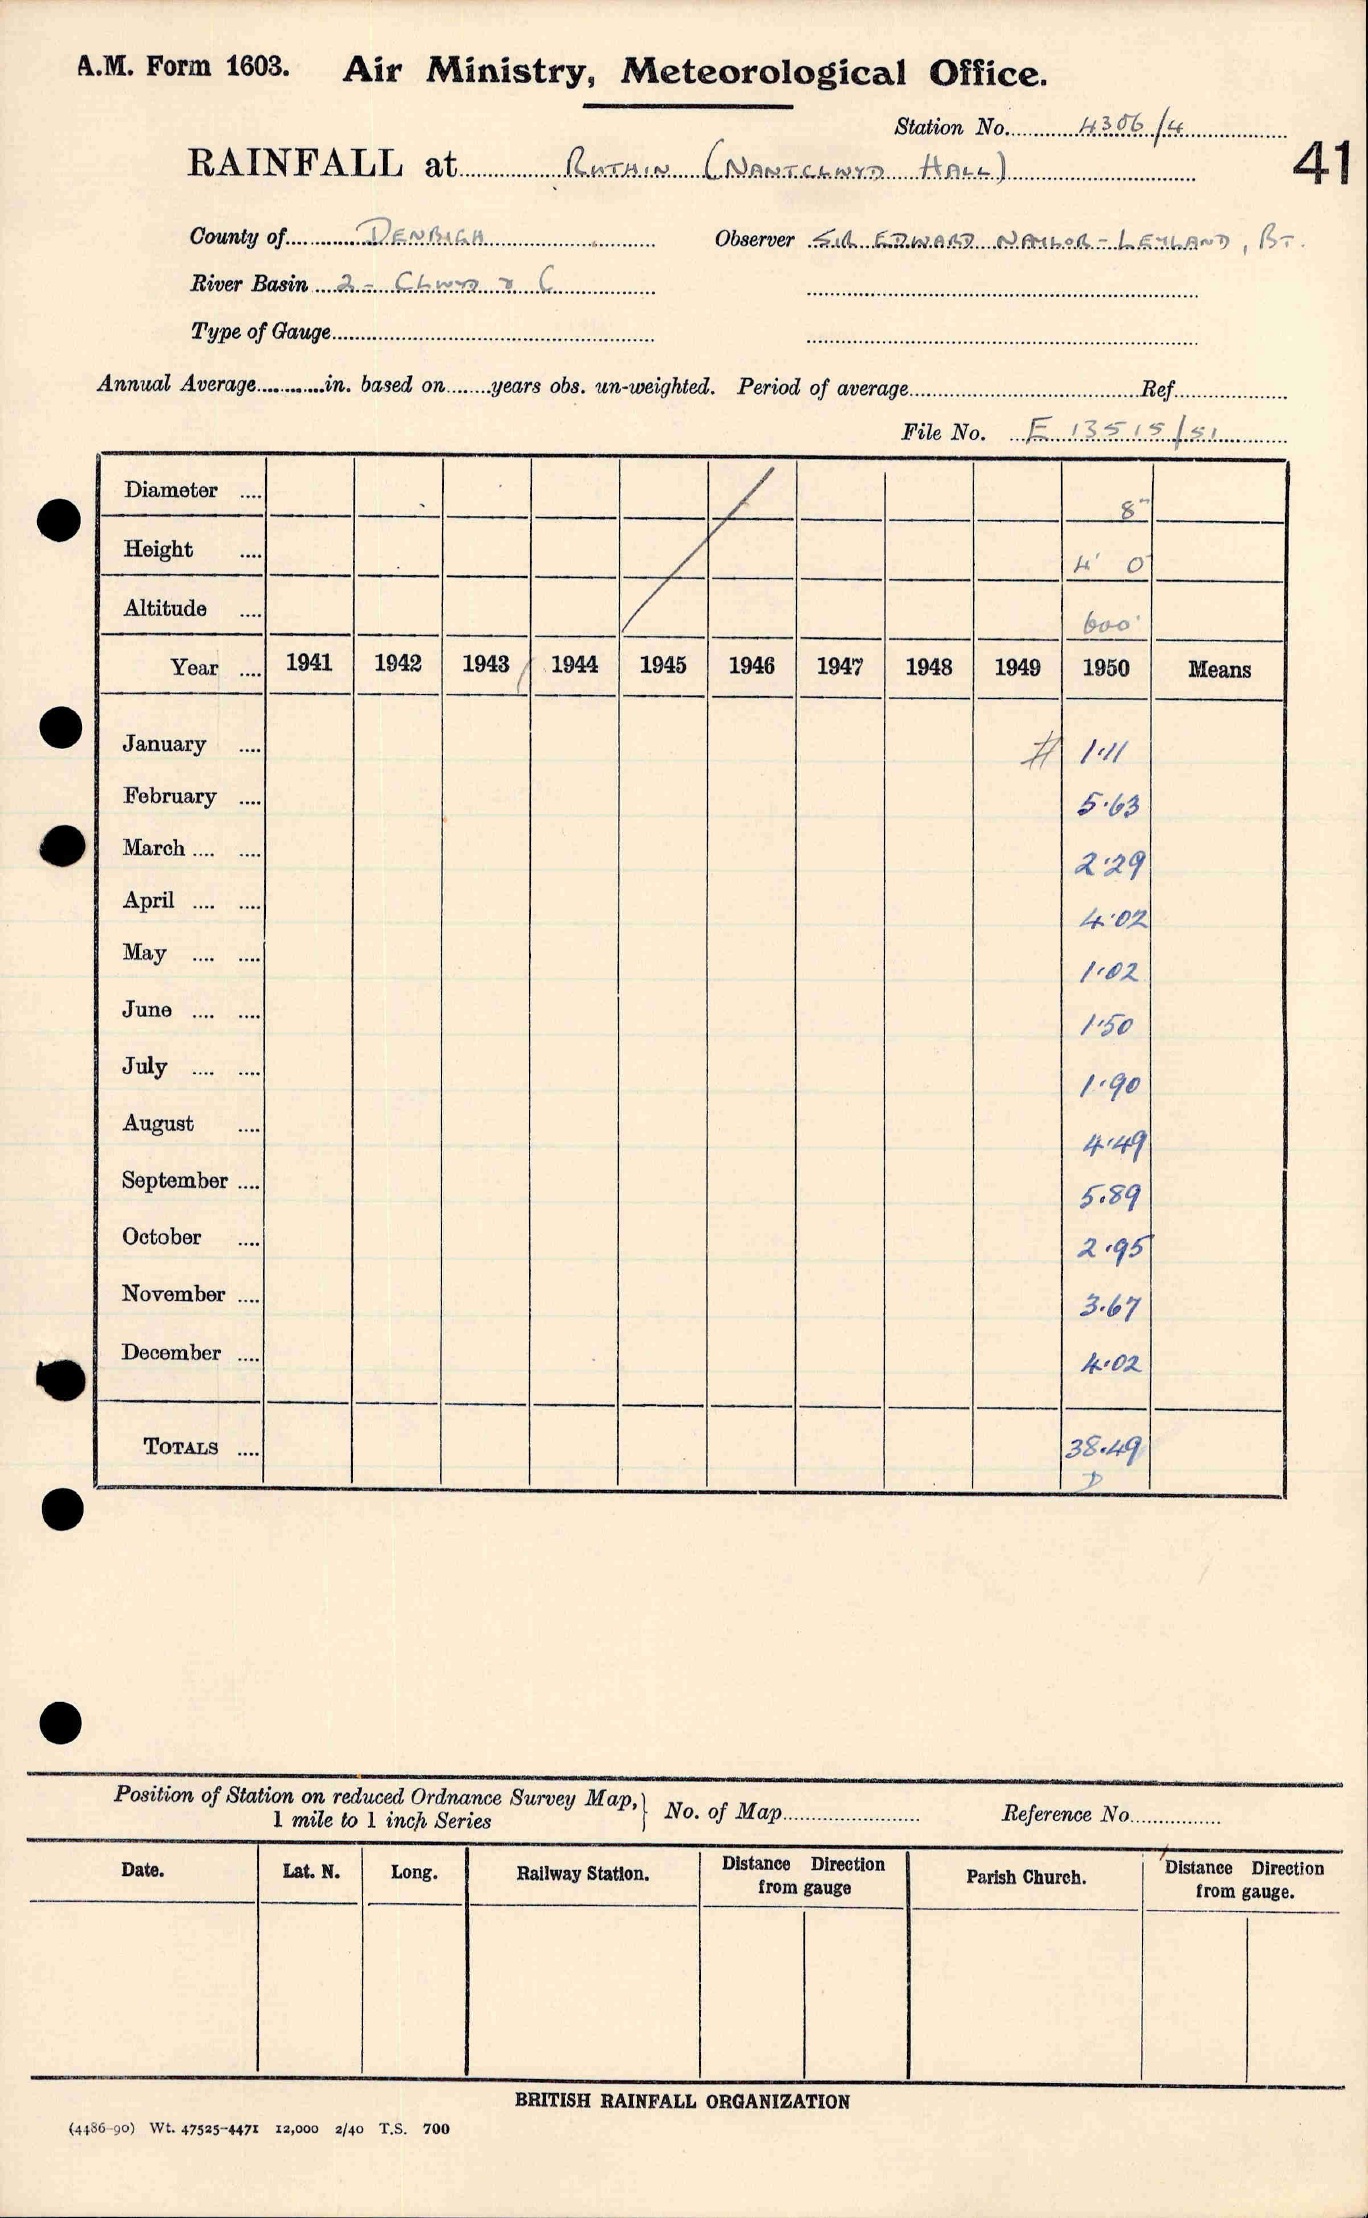 A.M. Form 1603. Air Ministry, Meteorological Office.
Station No. 4306/4
RAINFALL at RUTHIN (NANTCLWYD HALL) 41
County of DENBIGH Observer SIR EDWARD NAYLOR-LEYLAND, BT.
River Basin 2 - CLWYD & C
Type of Gauge
Annual Average in. based on years obs. un-weighted. Period of average Ref.
File No. E 13515/51
Diameter .... 8"
Height .... 4' 0
Altitude .... 600'
Year .... 1941 1942 1943 1944 1945 1946 1947 1948 1949 1950 Means
January .... # 1.11
February .... 5.63
March .... .... 2.29
April .... .... 4.02
May .... .... 1.02
June .... .... 1.50
July .... .... 1.90
August .... 4.49
September .... 5.89
October .... 2.95
November .... 3.67
December .... 4.02
TOTALS .... 38.49
D
Position of Station on reduced Ordnance Survey Map,
1 mile to 1 inch Series } No. of Map Reference No.
Date. Lat. N. Long. Railway Station. Distance Direction from gauge Parish Church. Distance Direction from gauge.
BRITISH RAINFALL ORGANIZATION
(4486-90) Wt. 47525-4471 12,000 2/40 T.S. 700